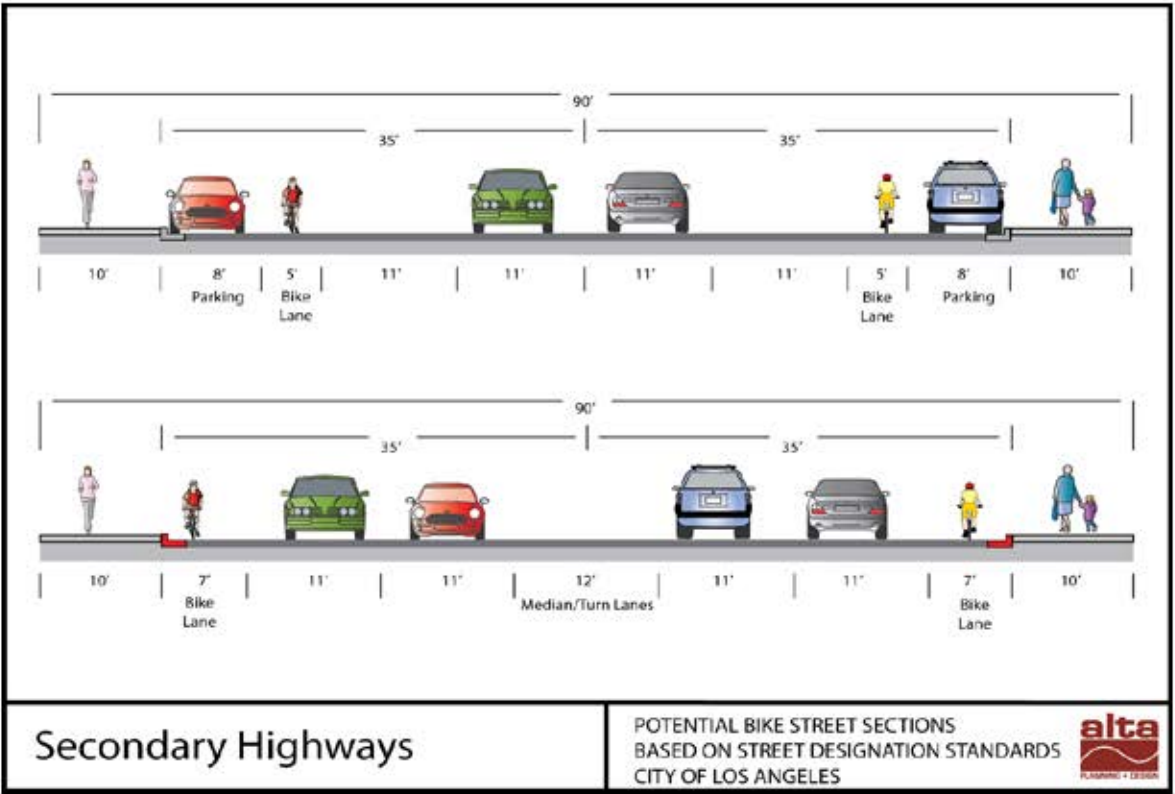 90'
35' 35'
10' 8' 5' 11' 11' 11' 11' 5' 8' 10'
Parking Bike Bike Parking
Lane Lane
90'
35' 35'
10' 7' 11' 11' 12' 11' 11' 7' 10'
Bike Median/Turn Lanes Bike
Lane Lane
Secondary Highways
POTENTIAL BIKE STREET SECTIONS
BASED ON STREET DESIGNATION STANDARDS
CITY OF LOS ANGELES
alta
PLANNING + DESIGN